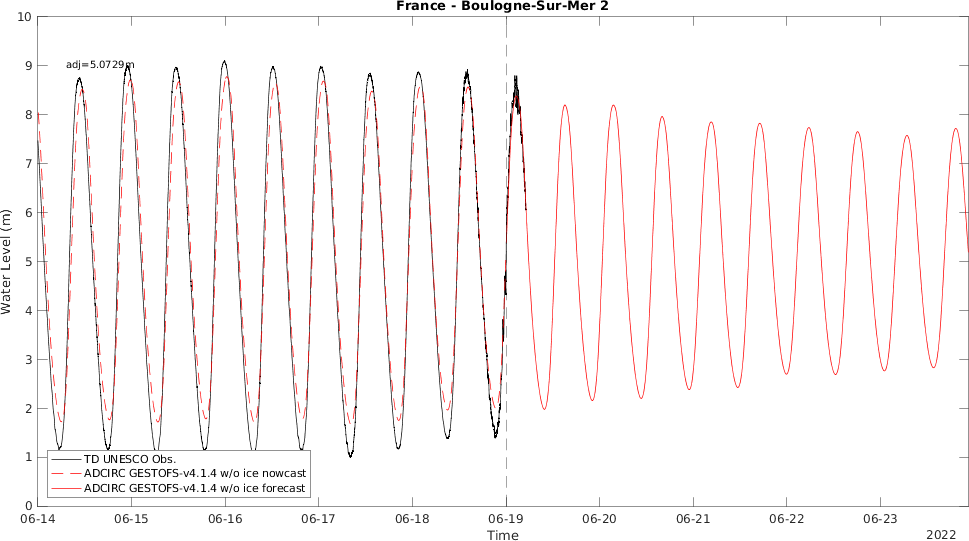 France - Boulogne-Sur-Mer 2
10
9
8
7
6
5
4
3
2
1
0
Water Level (m)
adj=5.0729m
TD UNESCO Obs.
ADCIRC GESTOFS-v4.1.4 w/o ice nowcast
ADCIRC GESTOFS-v4.1.4 w/o ice forecast
06-14 06-15 06-16 06-17 06-18 06-19 06-20 06-21 06-22 06-23
Time
2022